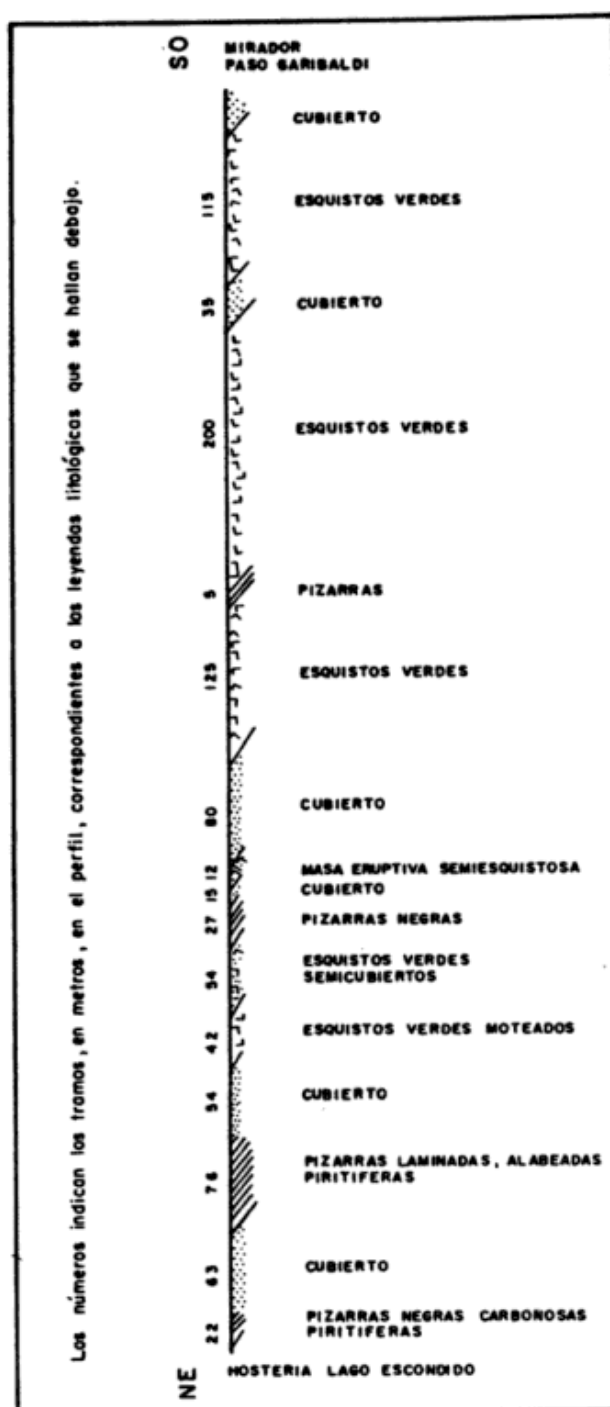 SO
MIRADOR
PASO GARIBALDI
CUBIERTO
115
ESQUISTOS VERDES
35
CUBIERTO
200
ESQUISTOS VERDES
5
PIZARRAS
125
ESQUISTOS VERDES
80
CUBIERTO
12
MASA ERUPTIVA SEMIESQUISTOSA
15
CUBIERTO
27
PIZARRAS NEGRAS
54
ESQUISTOS VERDES
SEMICUBIERTOS
42
ESQUISTOS VERDES MOTEADOS
54
CUBIERTO
76
PIZARRAS LAMINADAS, ALABEADAS
PIRITIFERAS
63
CUBIERTO
22
PIZARRAS NEGRAS CARBONOSAS
PIRITIFERAS
NE
HOSTERIA LAGO ESCONDIDO
Los números indican los tramos, en metros, en el perfil, correspondientes a las leyendas litológicas que se hallan debajo.